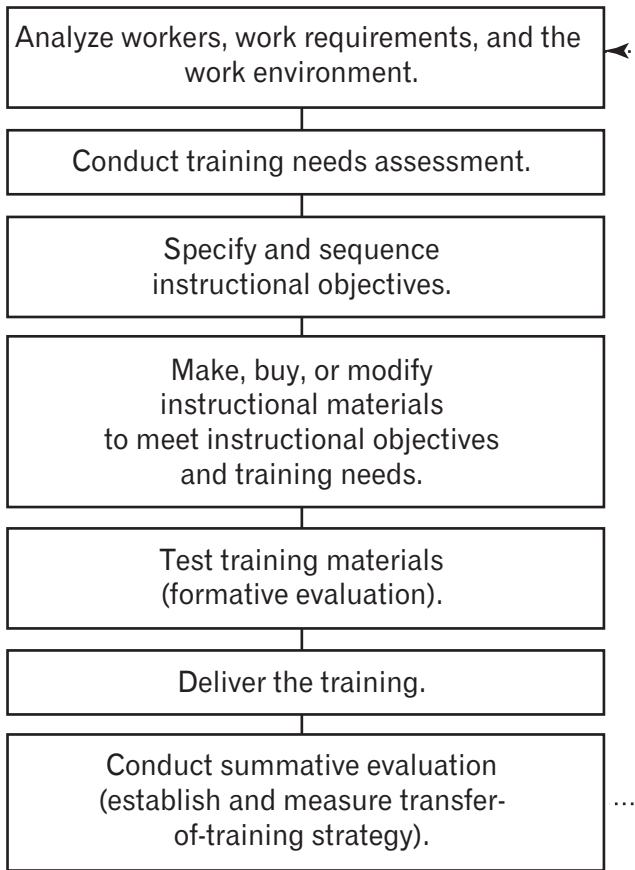 Analyze workers, work requirements, and the
work environment.
Conduct training needs assessment.
Specify and sequence
instructional objectives.
Make, buy, or modify
instructional materials
to meet instructional objectives
and training needs.
Test training materials
(formative evaluation).
Deliver the training.
Conduct summative evaluation
(establish and measure transfer-
of-training strategy).